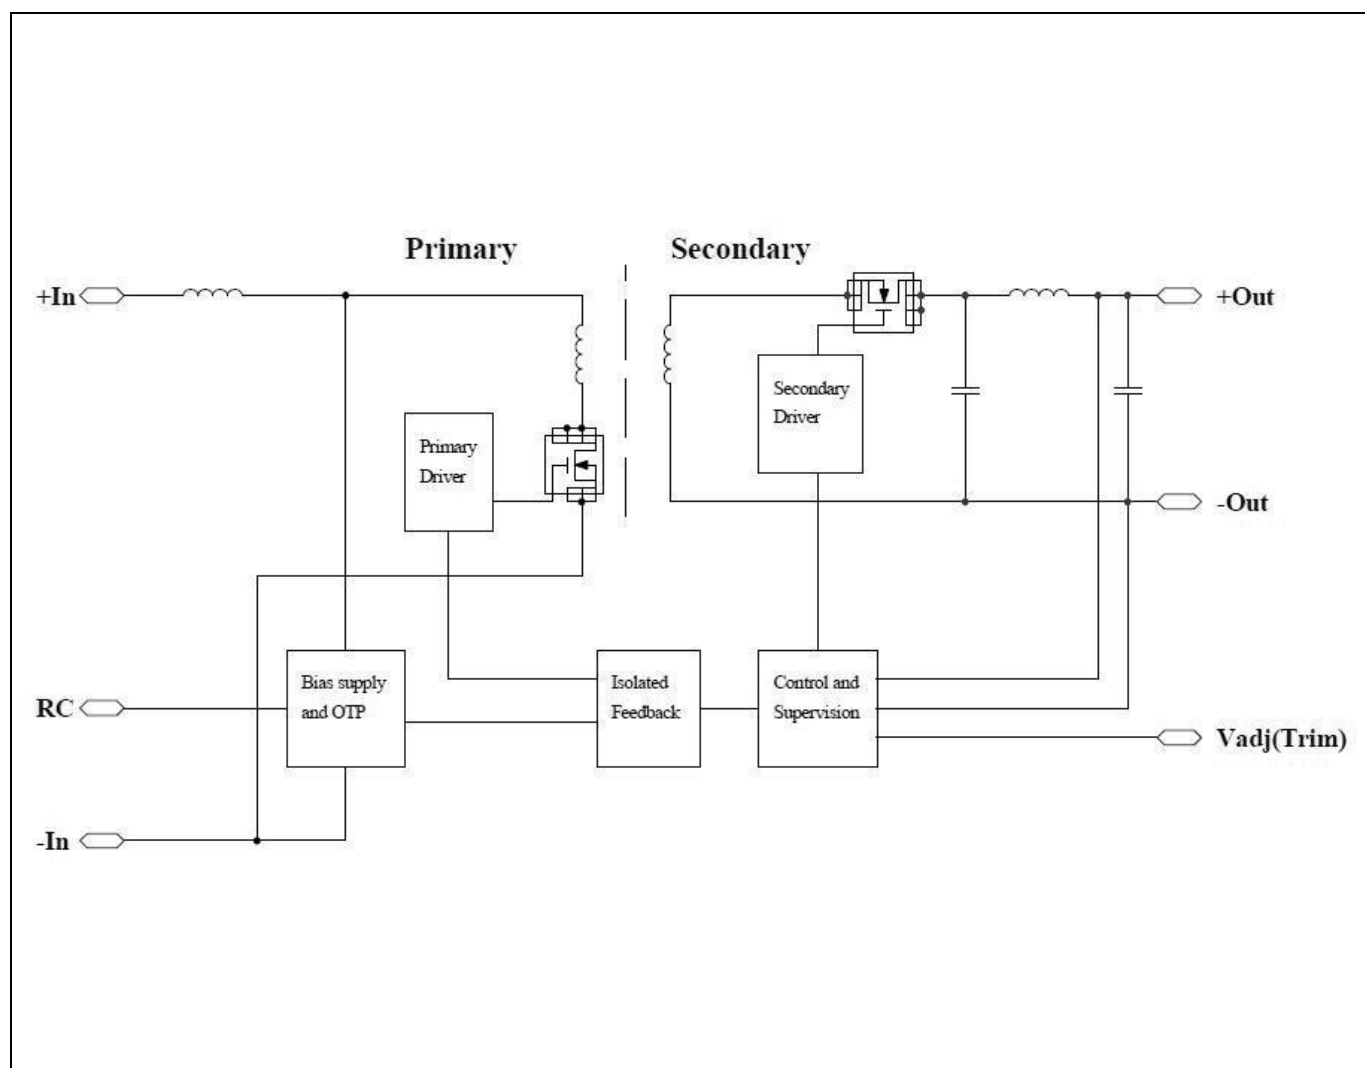 Primary
Secondary
+In
+Out
Secondary
Driver
Primary
Driver
-Out
Bias supply
and OTP
Isolated
Feedback
Control and
Supervision
RC
Vadj(Trim)
-In